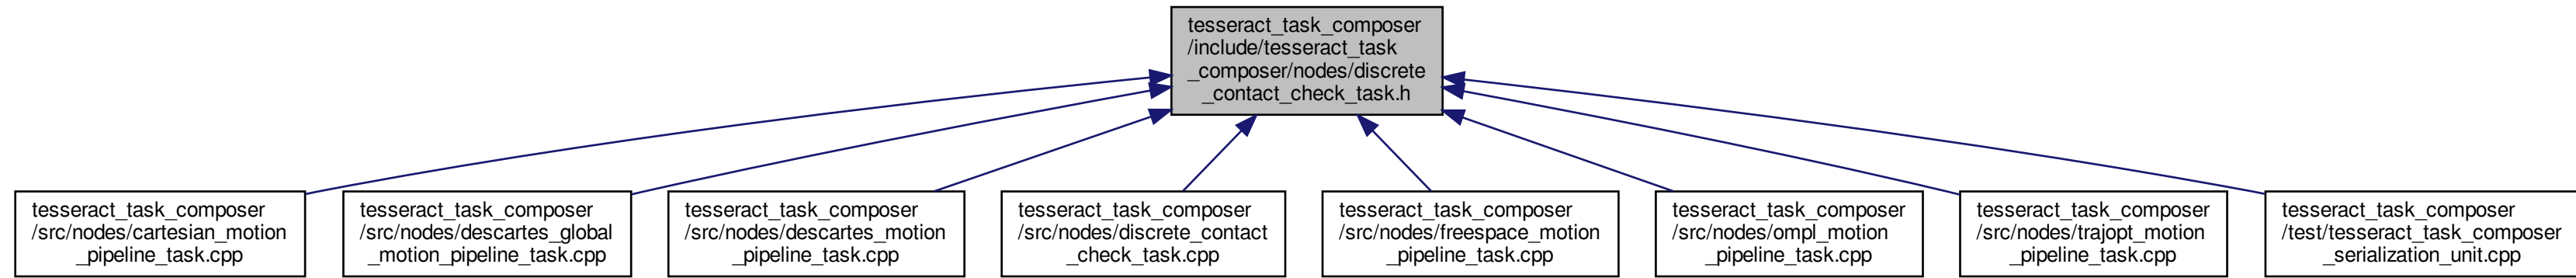 tesseract_task_composer
/include/tesseract_task
_composer/nodes/discrete
_contact_check_task.h
tesseract_task_composer
/src/nodes/cartesian_motion
_pipeline_task.cpp
tesseract_task_composer
/src/nodes/descartes_global
_motion_pipeline_task.cpp
tesseract_task_composer
/src/nodes/descartes_motion
_pipeline_task.cpp
tesseract_task_composer
/src/nodes/discrete_contact
_check_task.cpp
tesseract_task_composer
/src/nodes/freespace_motion
_pipeline_task.cpp
tesseract_task_composer
/src/nodes/ompl_motion
_pipeline_task.cpp
tesseract_task_composer
/src/nodes/trajopt_motion
_pipeline_task.cpp
tesseract_task_composer
/test/tesseract_task_composer
_serialization_unit.cpp